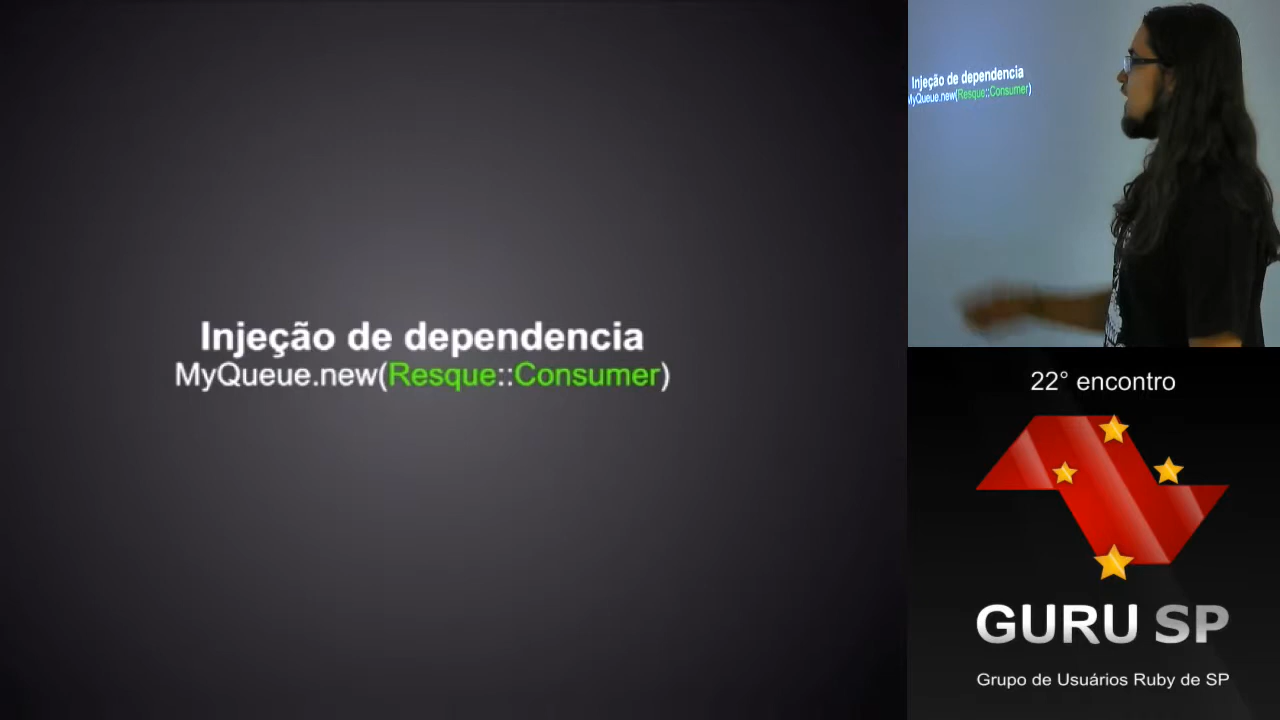 Injeção de dependencia
MyQueue.new(Resque::Consumer)
Injeção de dependencia
MyQueue.new(Resque::Consumer)
22° encontro
GURU SP
Grupo de Usuários Ruby de SP